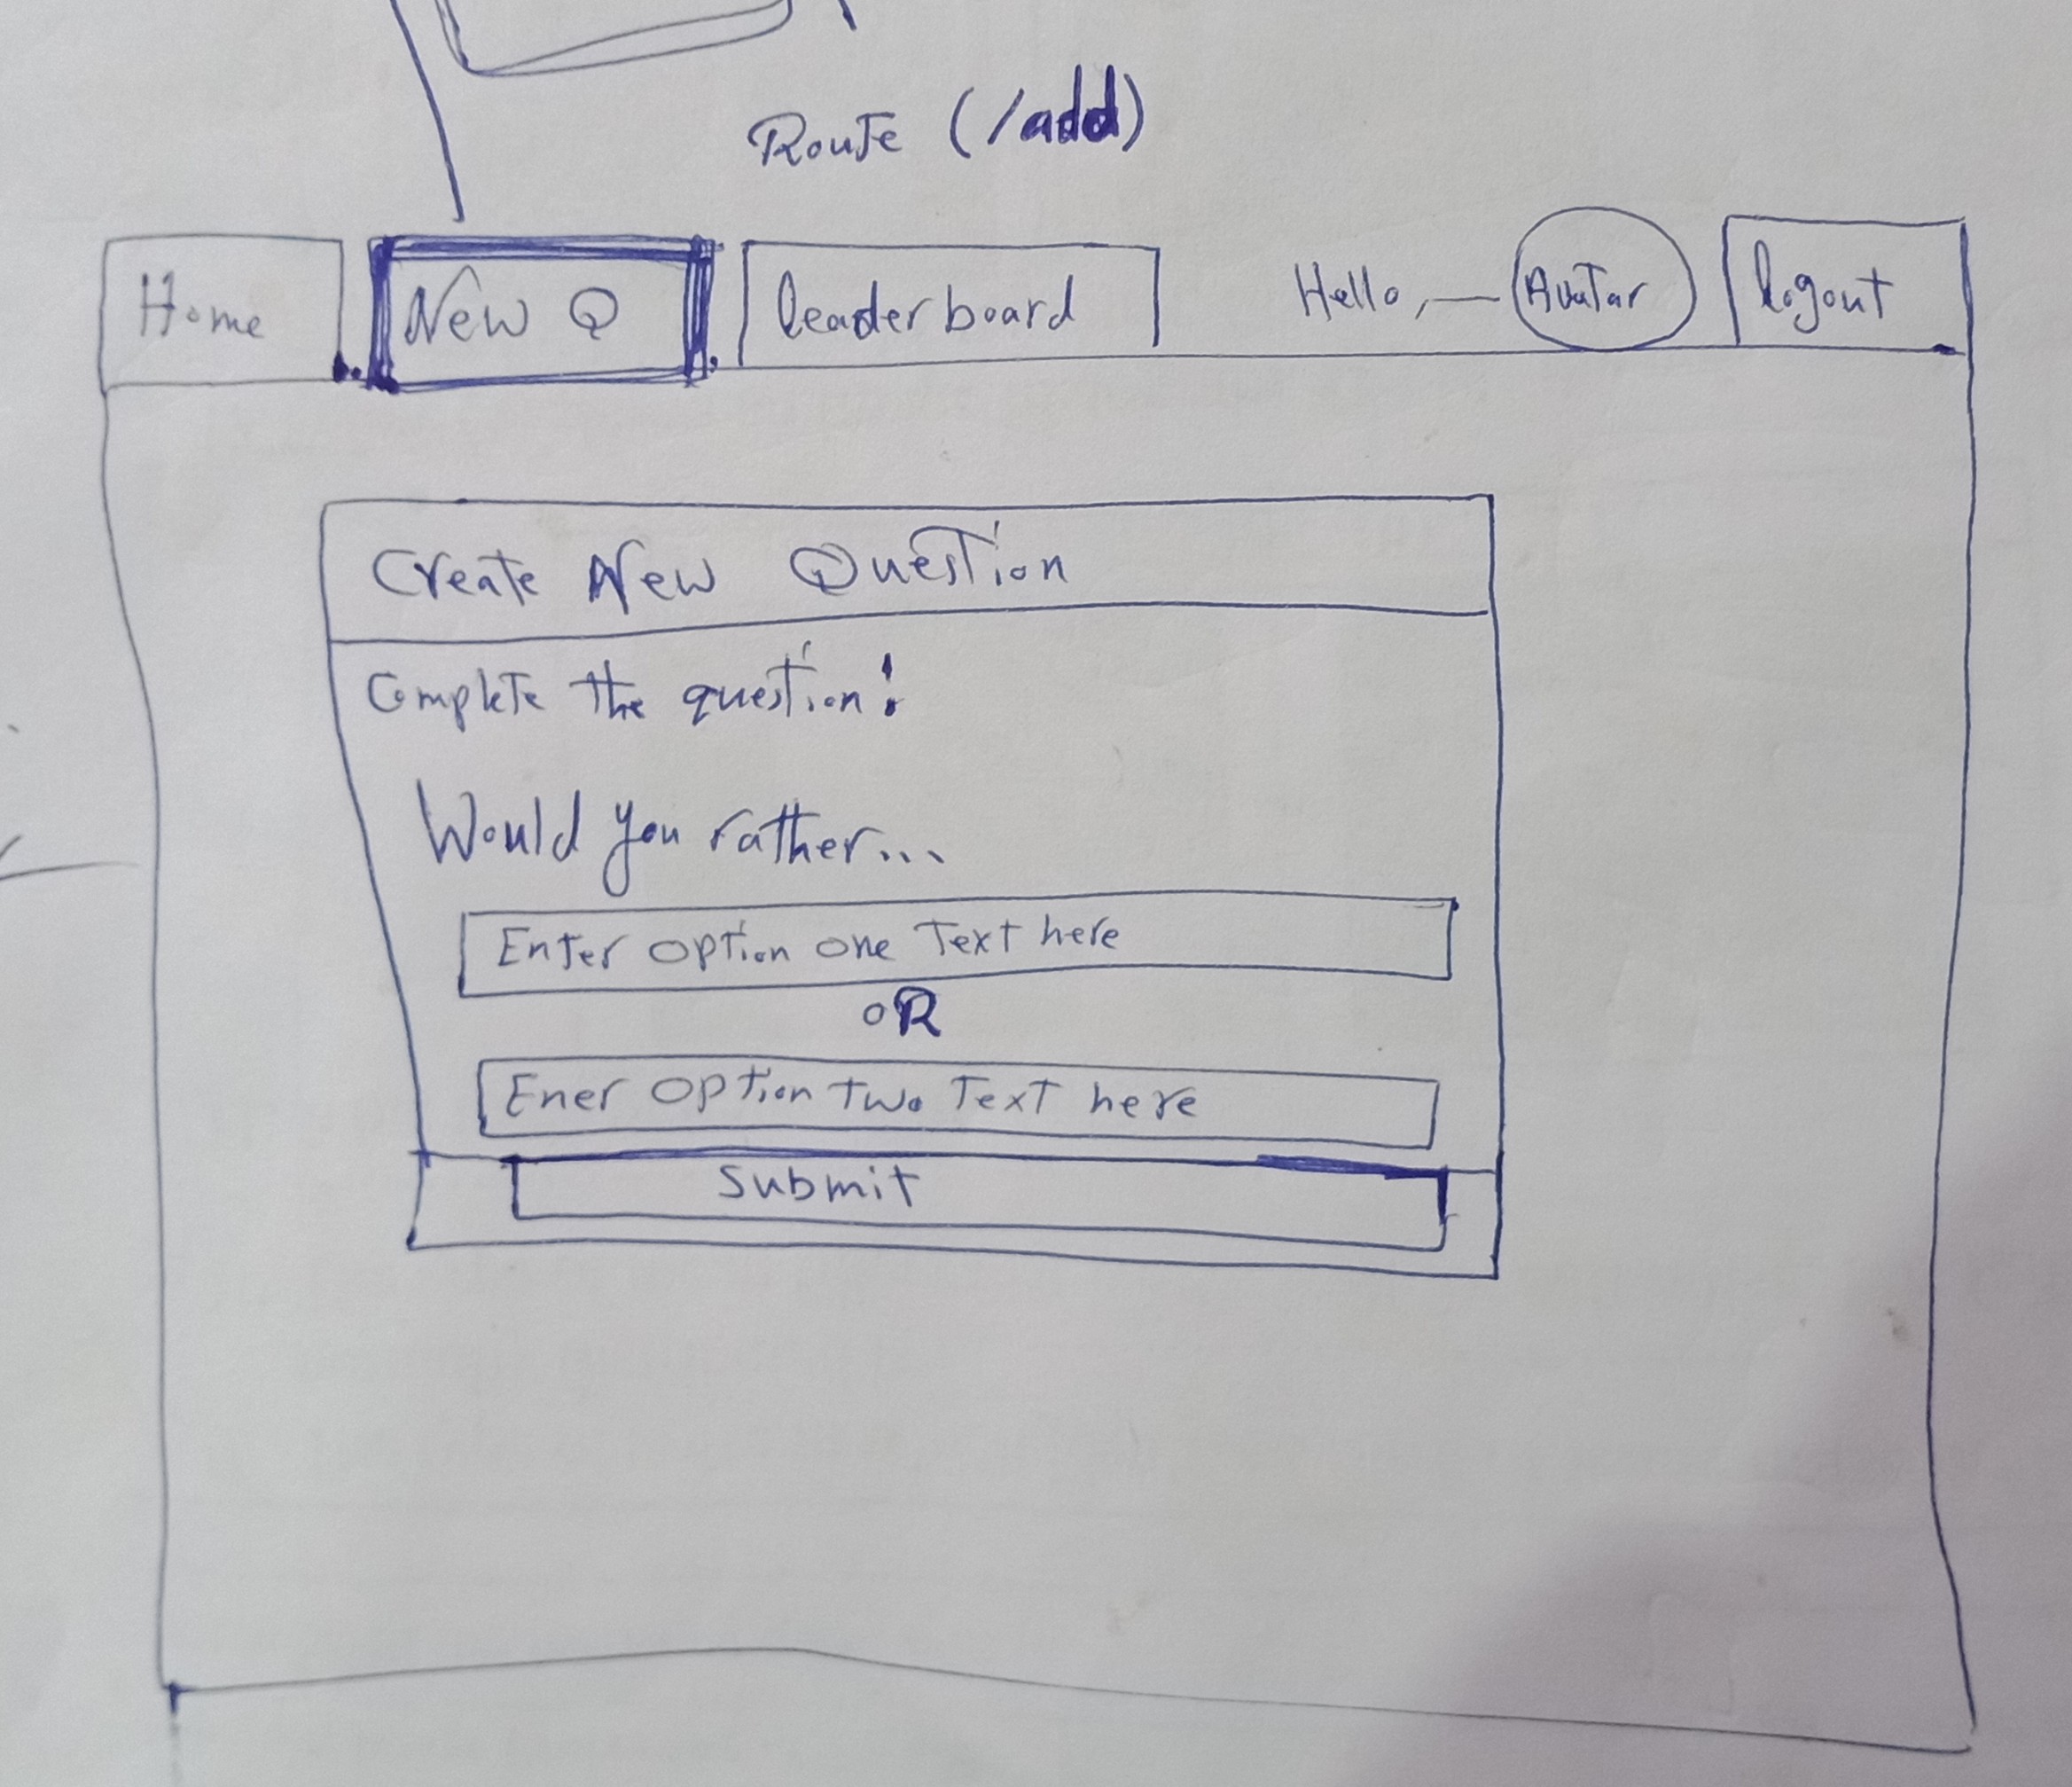 Route (/add)
Home New Q leaderboard Hello, — Avatar logout
Create New Question
Complete the question:
Would you rather...
Enter option one Text here
oR
Ener option two Text here
Submit